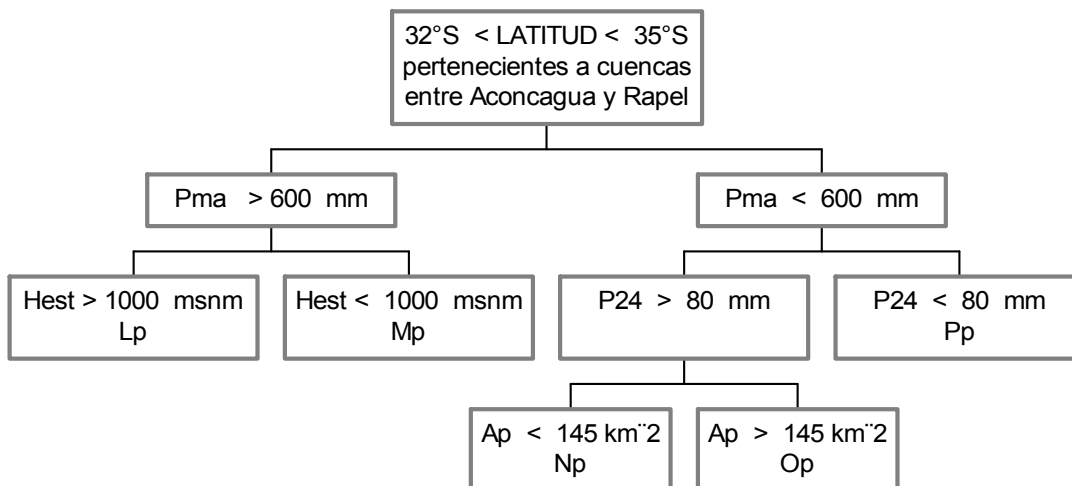 32°S < LATITUD < 35°S
pertenecientes a cuencas
entre Aconcagua y Rapel
Pma > 600 mm
Pma < 600 mm
Hest > 1000 msnm
Lp
Hest < 1000 msnm
Mp
P24 > 80 mm
P24 < 80 mm
Pp
Ap < 145 km¨2
Np
Ap > 145 km¨2
Op